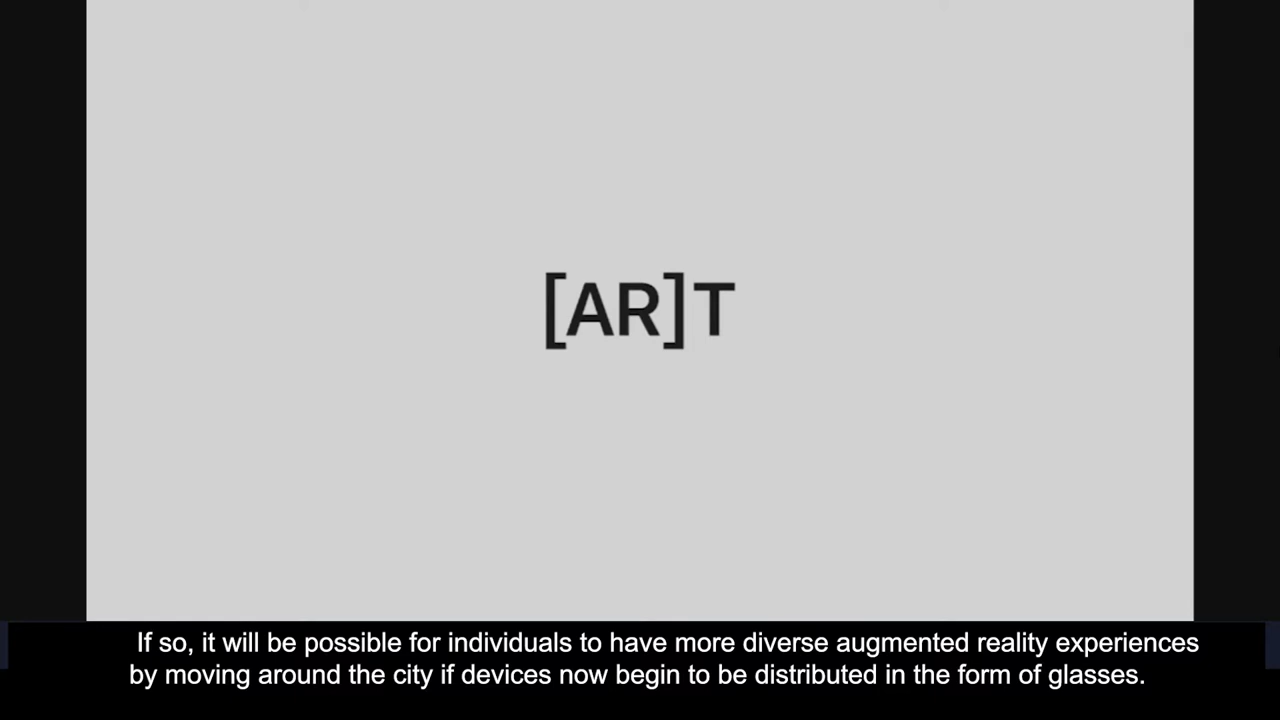 [AR]T
If so, it will be possible for individuals to have more diverse augmented reality experiences
by moving around the city if devices now begin to be distributed in the form of glasses.